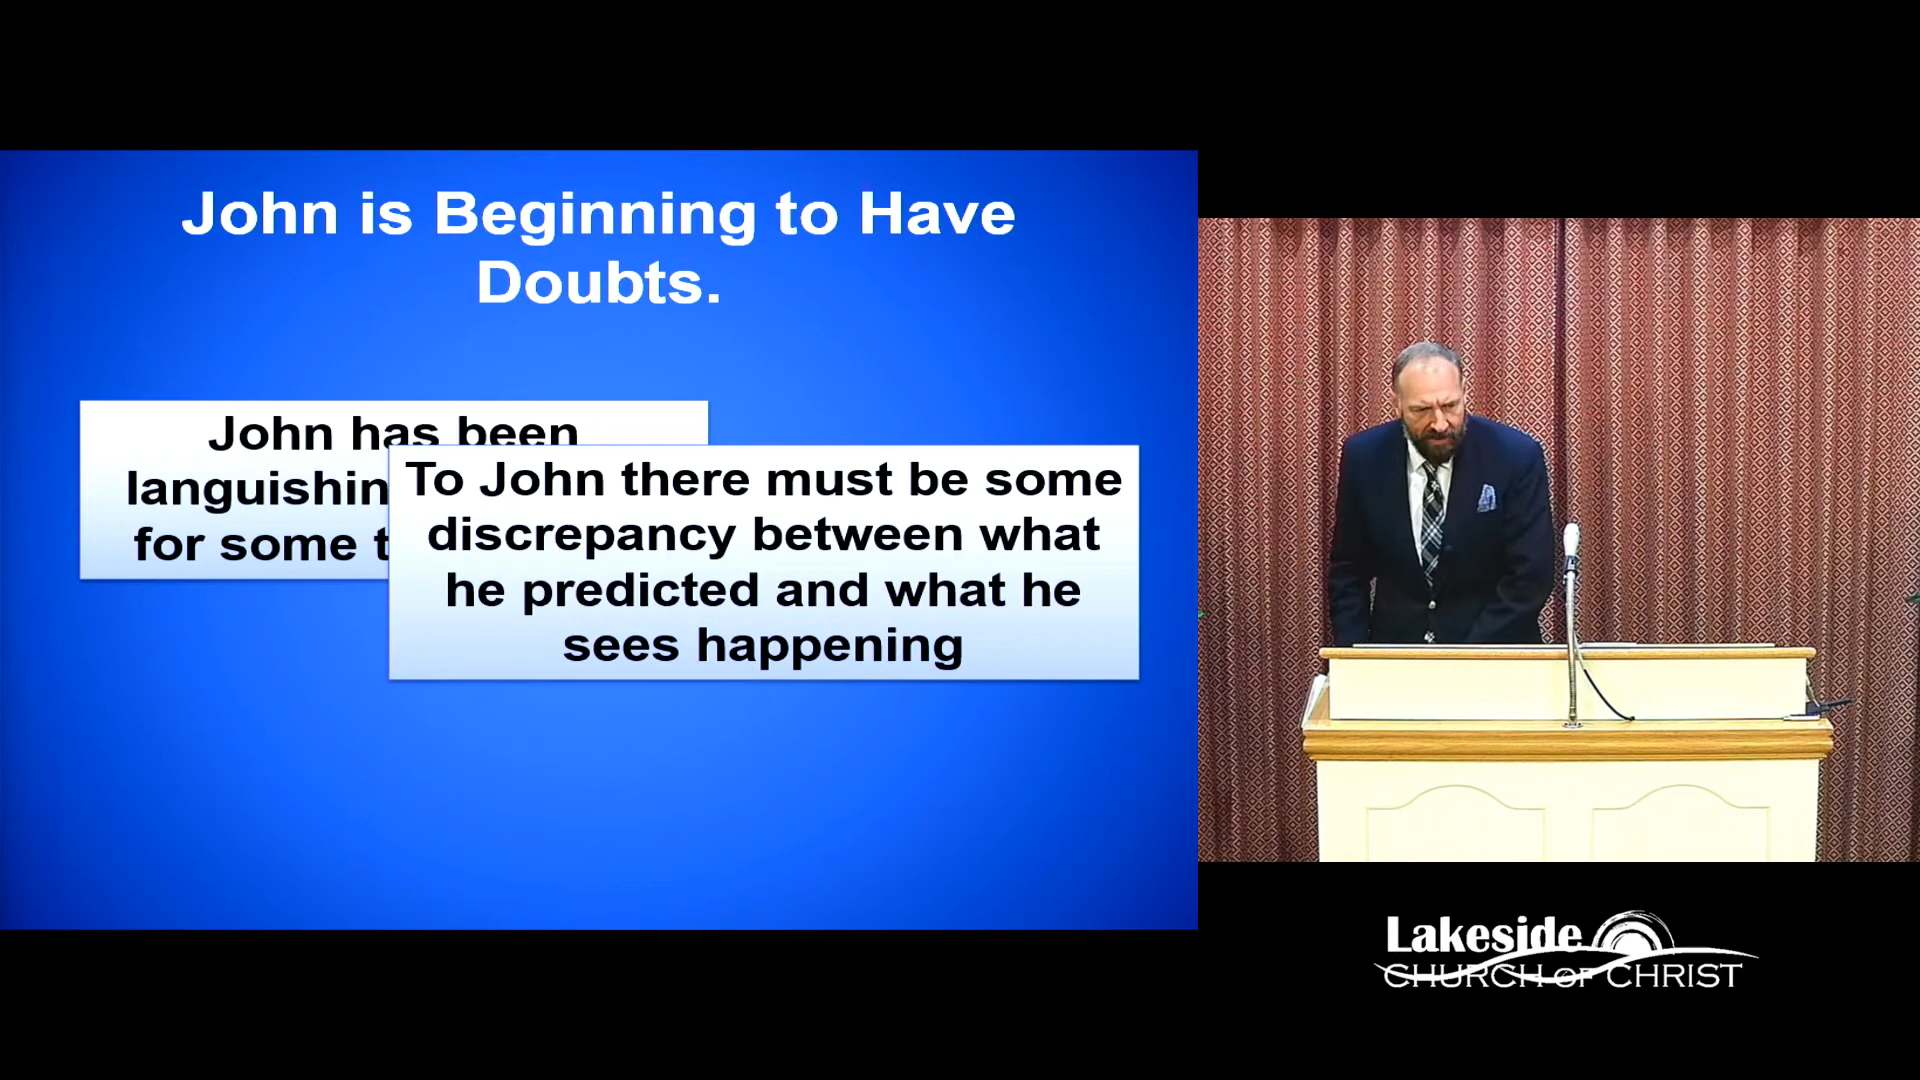 John is Beginning to Have
Doubts.
John has been
languishin
for some t
To John there must be some
discrepancy between what
he predicted and what he
sees happening
Lakeside
CHURCH OF CHRIST